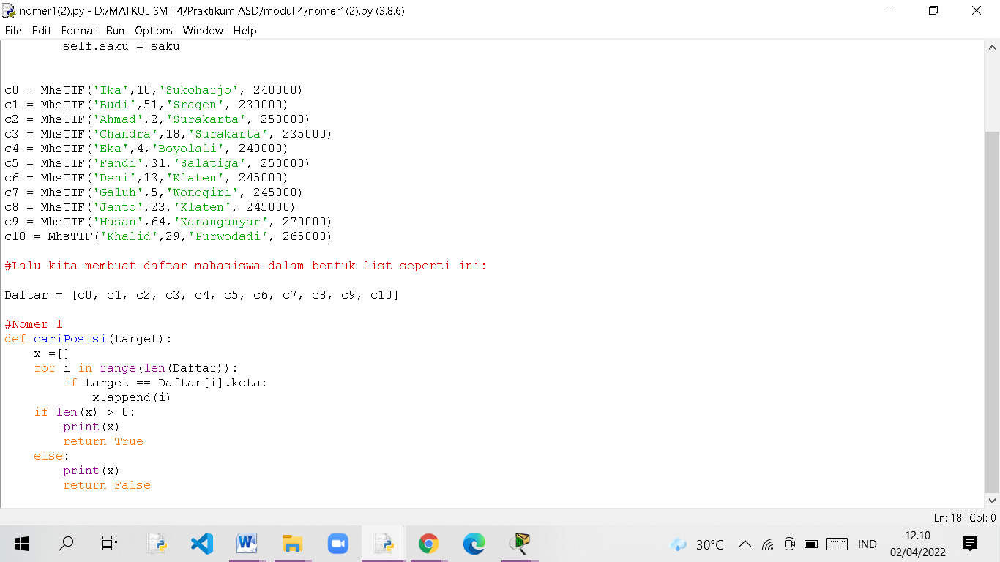 nomer1(2).py - D:/MATKUL SMT 4/Praktikum ASD/modul 4/nomer1(2).py (3.8.6)
File Edit Format Run Options Window Help
        self.saku = saku
c0 = MhsTIF('Ika',10,'Sukoharjo', 240000)
c1 = MhsTIF('Budi',51,'Sragen', 230000)
c2 = MhsTIF('Ahmad',2,'Surakarta', 250000)
c3 = MhsTIF('Chandra',18,'Surakarta', 235000)
c4 = MhsTIF('Eka',4,'Boyolali', 240000)
c5 = MhsTIF('Fandi',31,'Salatiga', 250000)
c6 = MhsTIF('Deni',13,'Klaten', 245000)
c7 = MhsTIF('Galuh',5,'Wonogiri', 245000)
c8 = MhsTIF('Janto',23,'Klaten', 245000)
c9 = MhsTIF('Hasan',64,'Karanganyar', 270000)
c10 = MhsTIF('Khalid',29,'Purwodadi', 265000)
#Lalu kita membuat daftar mahasiswa dalam bentuk list seperti ini:
Daftar = [c0, c1, c2, c3, c4, c5, c6, c7, c8, c9, c10]
#Nomer 1
def cariPosisi(target):
    x =[]
    for i in range(len(Daftar)):
        if target == Daftar[i].kota:
            x.append(i)
    if len(x) > 0:
        print(x)
        return True
    else:
        print(x)
        return False
Ln: 18 Col: 0
30°C IND 12.10
02/04/2022